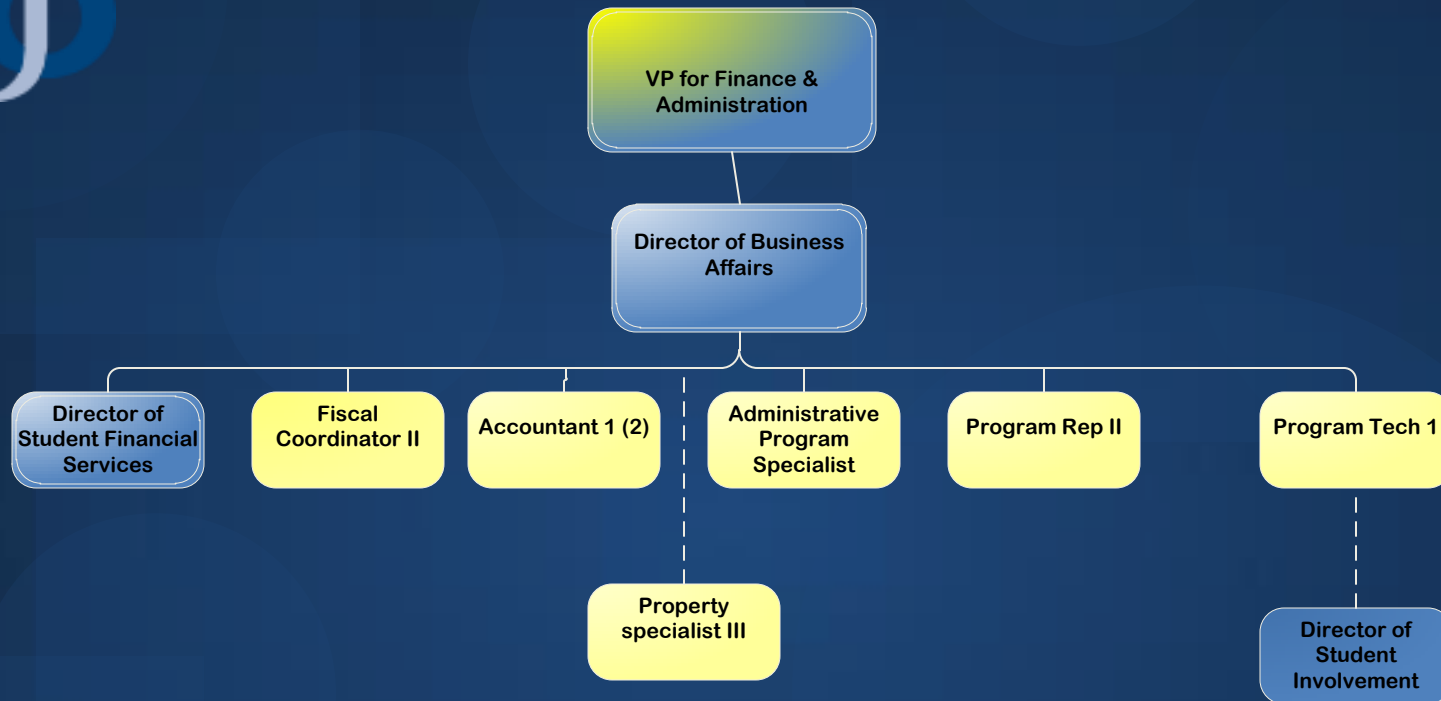 VP for Finance &
Administration
Director of Business
Affairs
Director of
Student Financial
Services
Fiscal
Coordinator II
Accountant 1 (2)
Administrative
Program
Specialist
Program Rep II
Program Tech 1
Property
specialist III
Director of
Student
Involvement